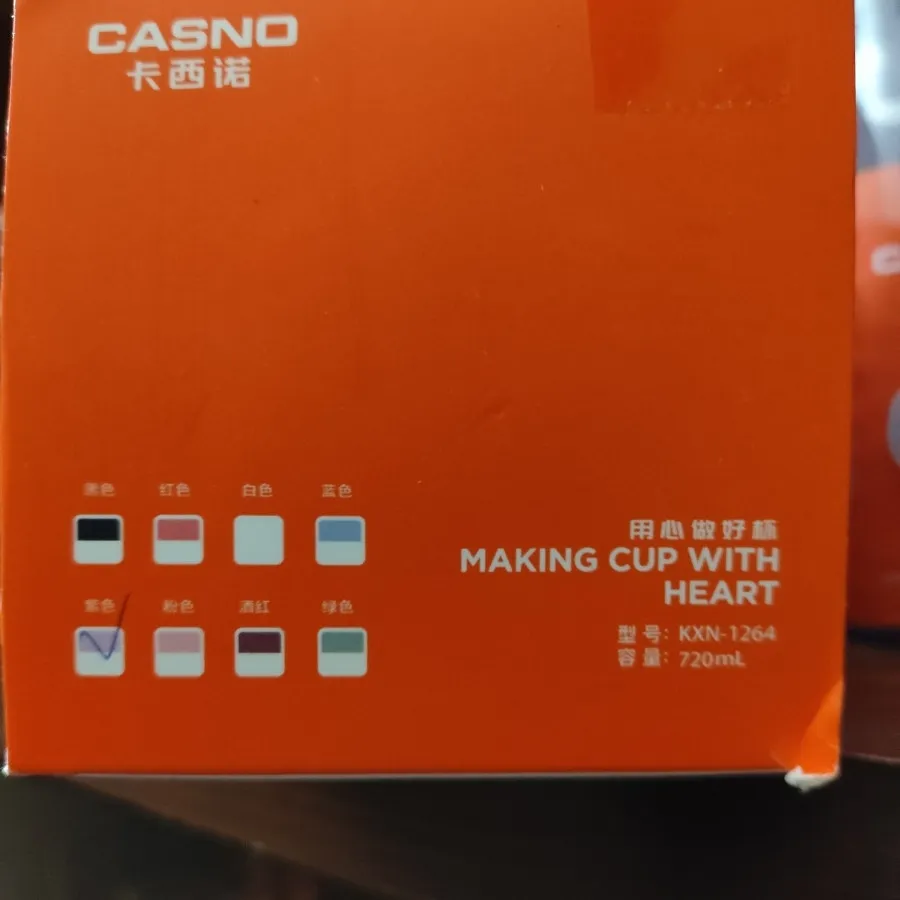 CASNO
卡西诺
黑色 红色 白色 蓝色
紫色 粉色 酒红 绿色
用心做好杯
MAKING CUP WITH
HEART
型号: KXN-1264
容量: 720mL